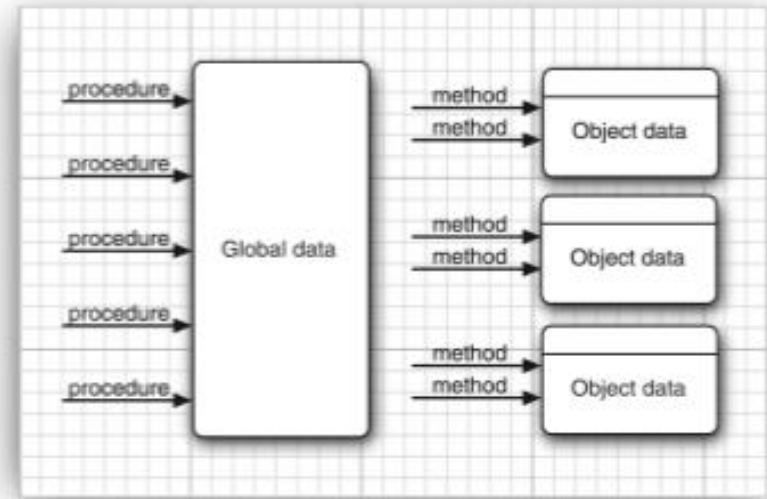 procedure
procedure
procedure
procedure
procedure
Global data
method
method
Object data
method
method
Object data
method
method
Object data